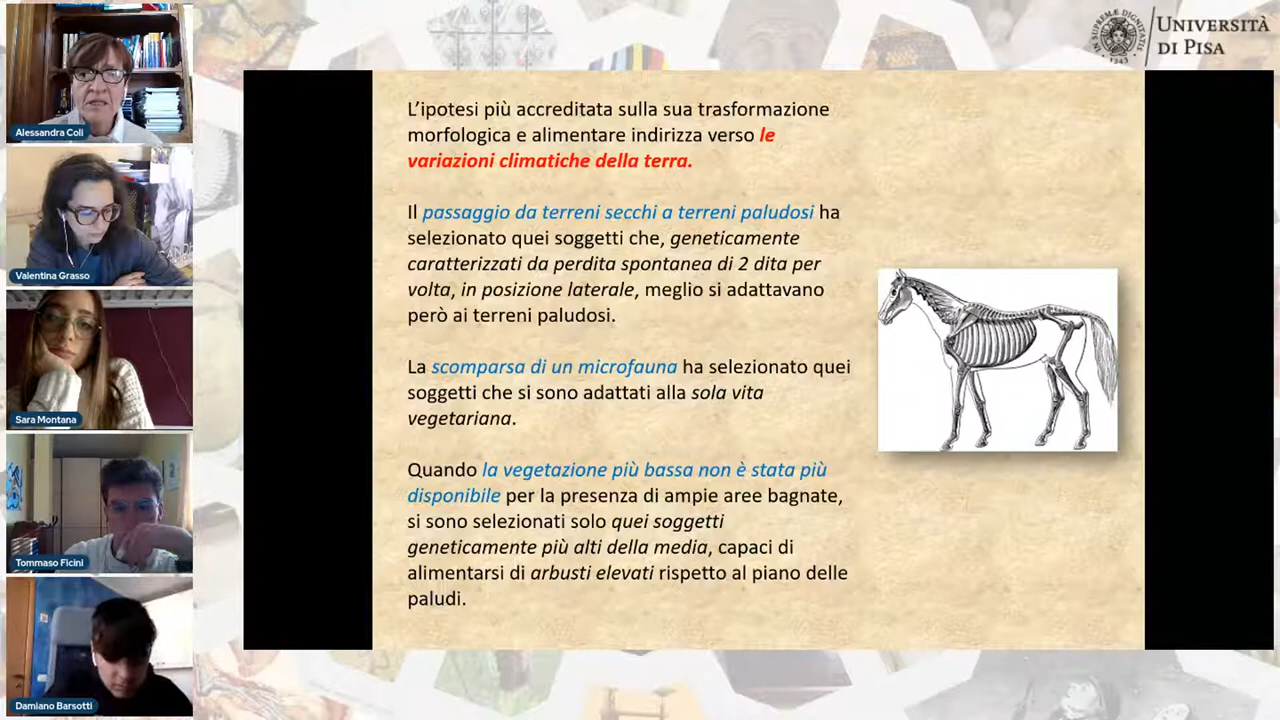 IN SUPREMÆ DIGNITATIS
1343
UNIVERSITÀ
DI PISA
Alessandra Coli
Valentina Grasso
Sara Montana
Tommaso Ficini
Damiano Barsotti
L’ipotesi più accreditata sulla sua trasformazione
morfologica e alimentare indirizza verso le
variazioni climatiche della terra.
Il passaggio da terreni secchi a terreni paludosi ha
selezionato quei soggetti che, geneticamente
caratterizzati da perdita spontanea di 2 dita per
volta, in posizione laterale, meglio si adattavano
però ai terreni paludosi.
La scomparsa di un microfauna ha selezionato quei
soggetti che si sono adattati alla sola vita
vegetariana.
Quando la vegetazione più bassa non è stata più
disponibile per la presenza di ampie aree bagnate,
si sono selezionati solo quei soggetti
geneticamente più alti della media, capaci di
alimentarsi di arbusti elevati rispetto al piano delle
paludi.